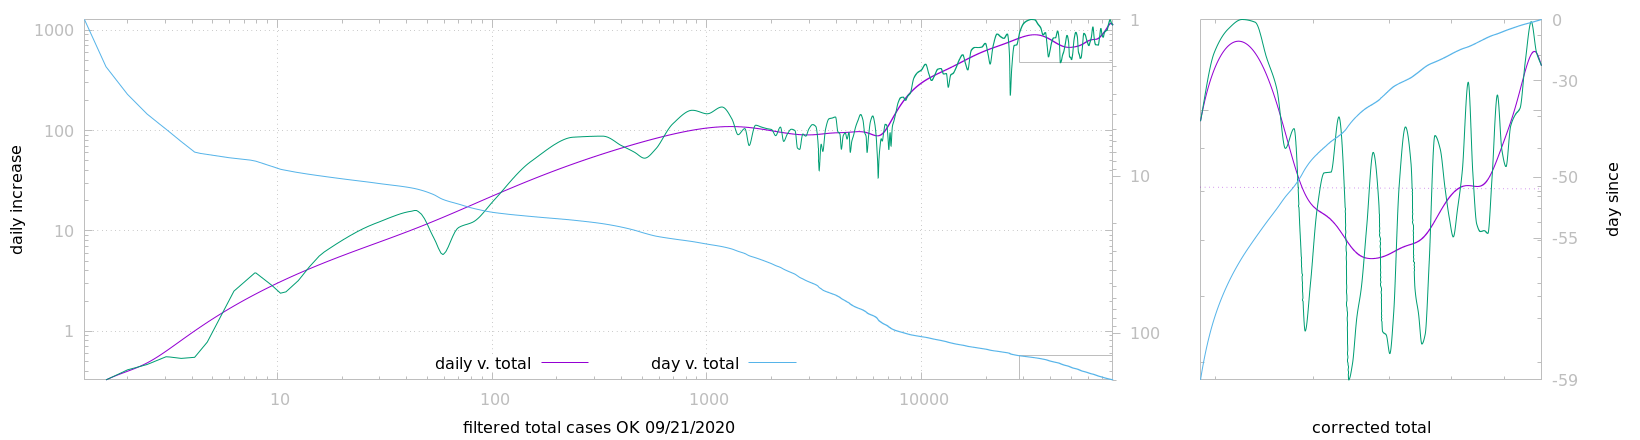 1000
100
10
1
daily increase
10
100
1000
10000
filtered total cases OK 09/21/2020
daily v. total
day v. total
1
10
100
0
-30
-50
-55
-59
day since
corrected total